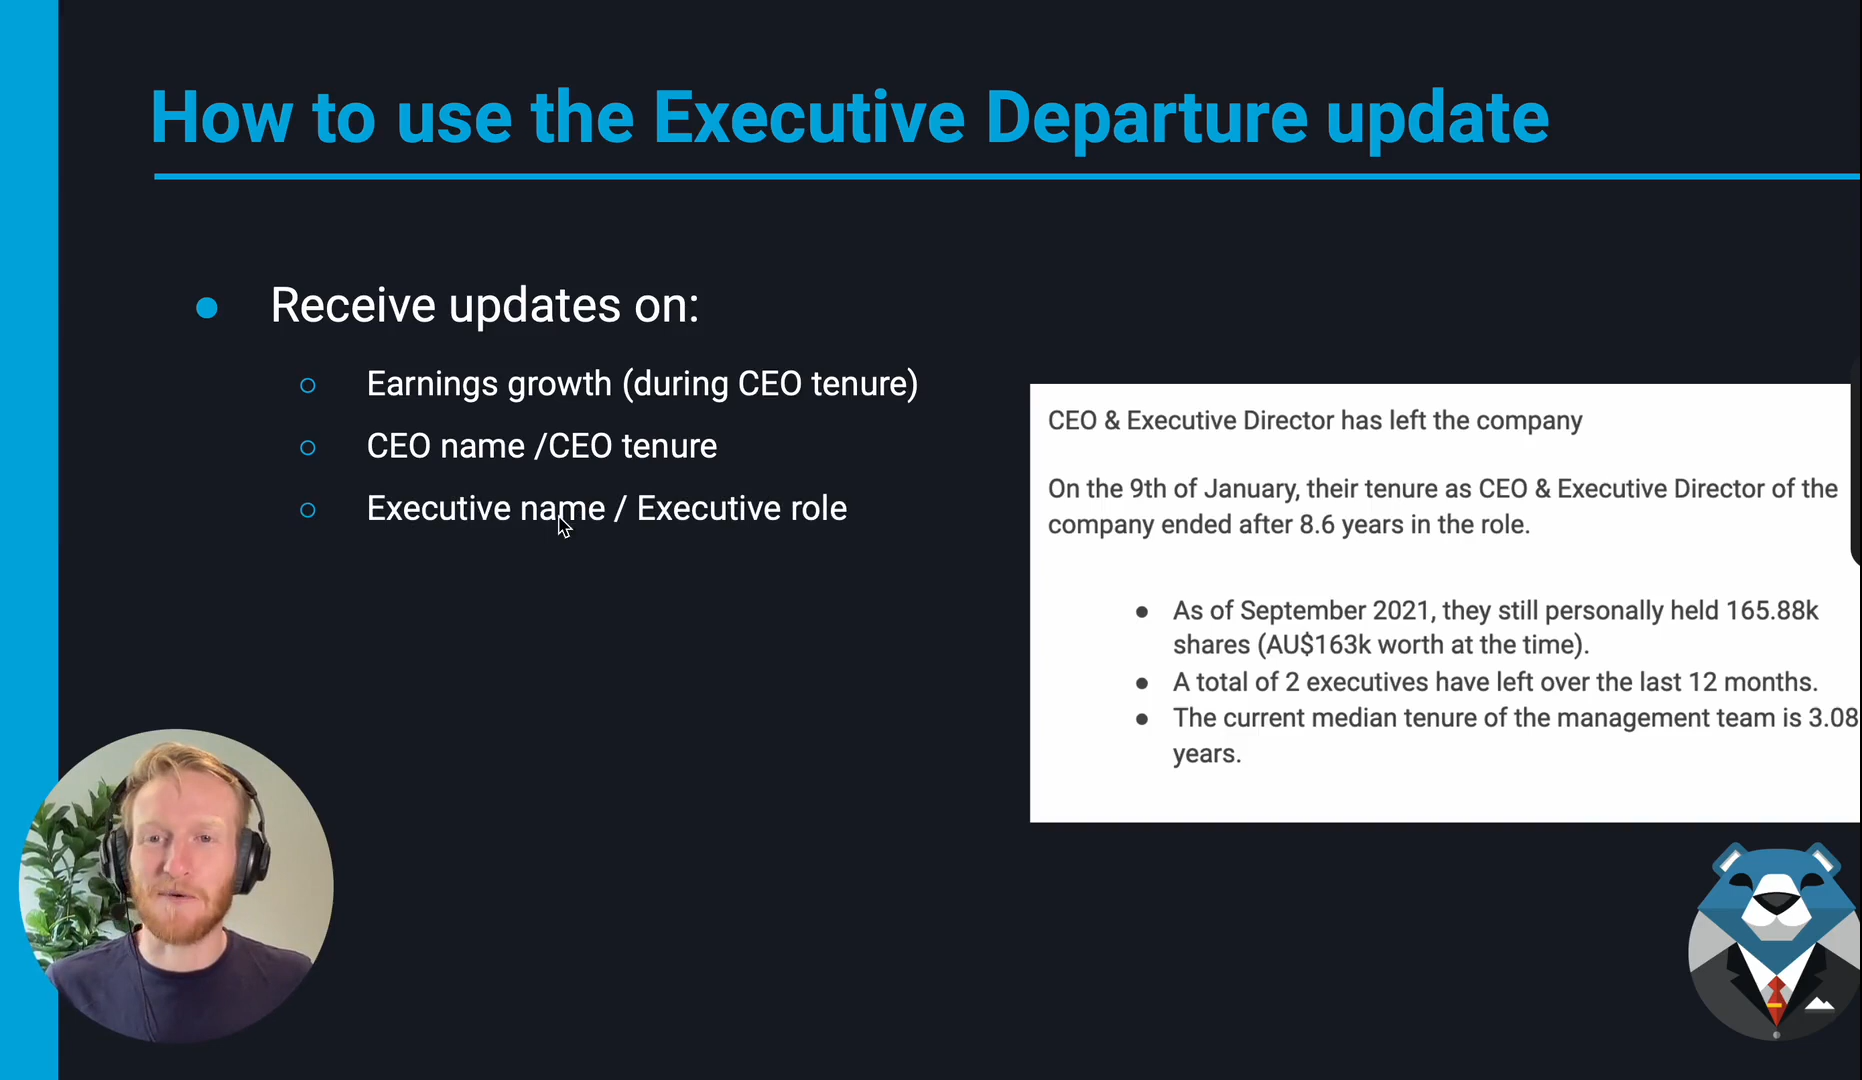 How to use the Executive Departure update
Receive updates on:
Earnings growth (during CEO tenure)
CEO name /CEO tenure
Executive name / Executive role
CEO & Executive Director has left the company
On the 9th of January, their tenure as CEO & Executive Director of the
company ended after 8.6 years in the role.
As of September 2021, they still personally held 165.88k
shares (AU$163k worth at the time).
A total of 2 executives have left over the last 12 months.
The current median tenure of the management team is 3.08
years.